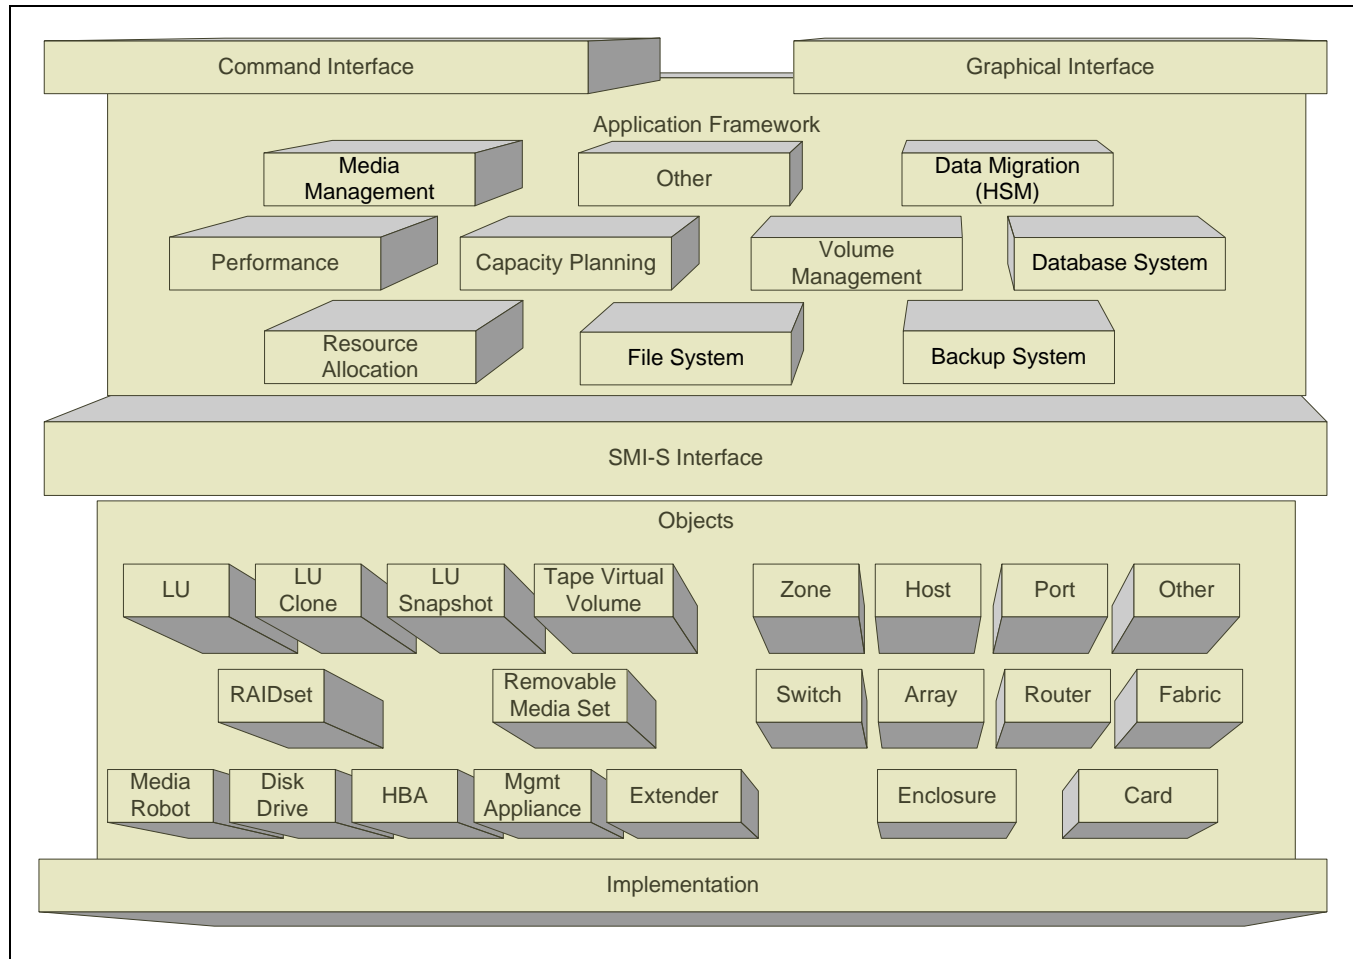 Command Interface
Graphical Interface
Application Framework
Media
Management
Other
Data Migration
(HSM)
Performance
Capacity Planning
Volume
Management
Database System
Resource
Allocation
File System
Backup System
SMI-S Interface
Objects
LU
LU
Clone
LU
Snapshot
Tape Virtual
Volume
Zone
Host
Port
Other
RAIDset
Removable
Media Set
Switch
Array
Router
Fabric
Media
Robot
Disk
Drive
HBA
Mgmt
Appliance
Extender
Enclosure
Card
Implementation